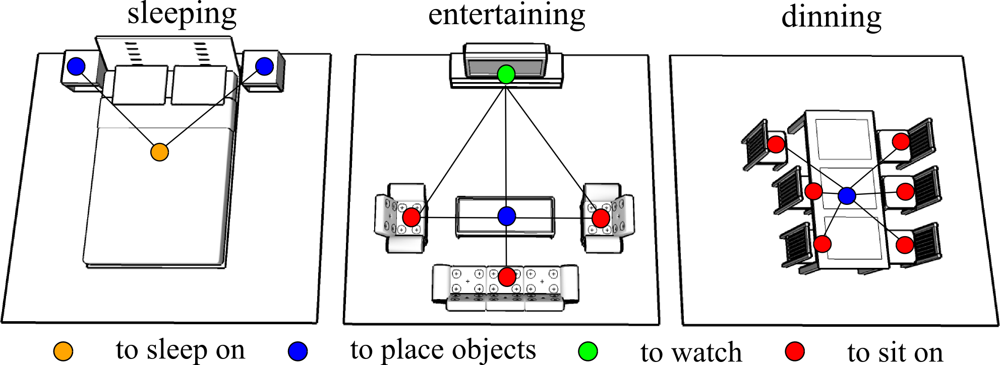 sleeping entertaining dinning
to sleep on to place objects to watch to sit on